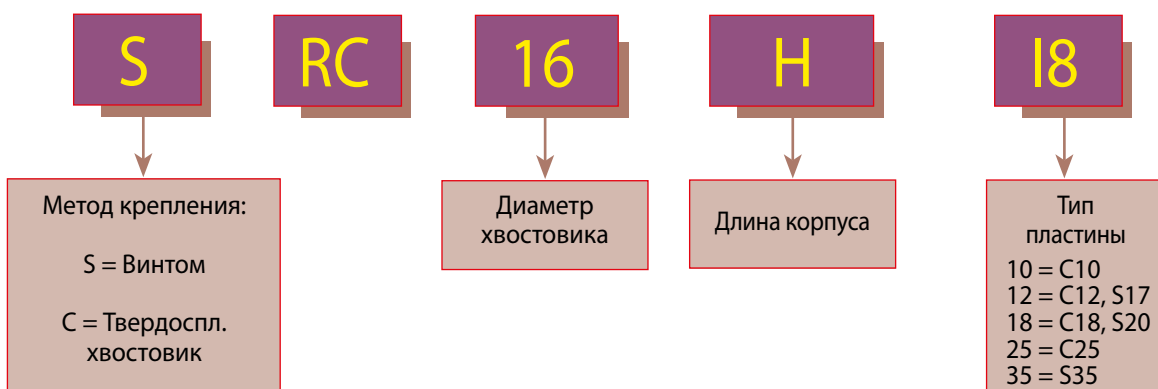 S RC 16 H I8
Метод крепления:
S = Винтом
C = Твердоспл.
хвостовик
Диаметр
хвостовика
Длина корпуса
Тип
пластины
10 = C10
12 = C12, S17
18 = C18, S20
25 = C25
35 = S35